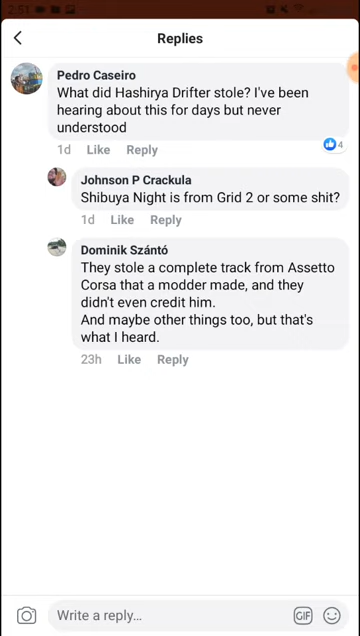 2:51
Replies
Pedro Caseiro
What did Hashirya Drifter stole? I've been
hearing about this for days but never
understood
1d Like Reply
4
Johnson P Crackula
Shibuya Night is from Grid 2 or some shit?
1d Like Reply
Dominik Szántó
They stole a complete track from Assetto
Corsa that a modder made, and they
didn't even credit him.
And maybe other things too, but that's
what I heard.
23h Like Reply
Write a reply...
GIF